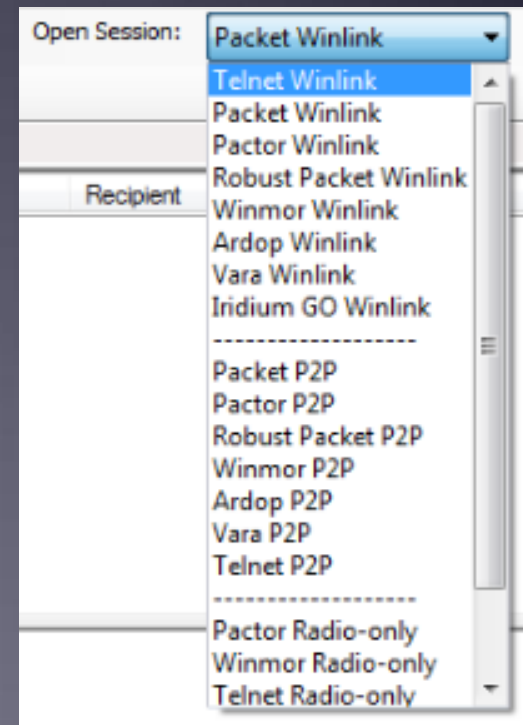 Open Session: Packet Winlink
Telnet Winlink
Packet Winlink
Pactor Winlink
Recipient
Robust Packet Winlink
Winmor Winlink
Ardop Winlink
Vara Winlink
Iridium GO Winlink
-------------------
Packet P2P
Pactor P2P
Robust Packet P2P
Winmor P2P
Ardop P2P
Vara P2P
Telnet P2P
-------------------
Pactor Radio-only
Winmor Radio-only
Telnet Radio-only